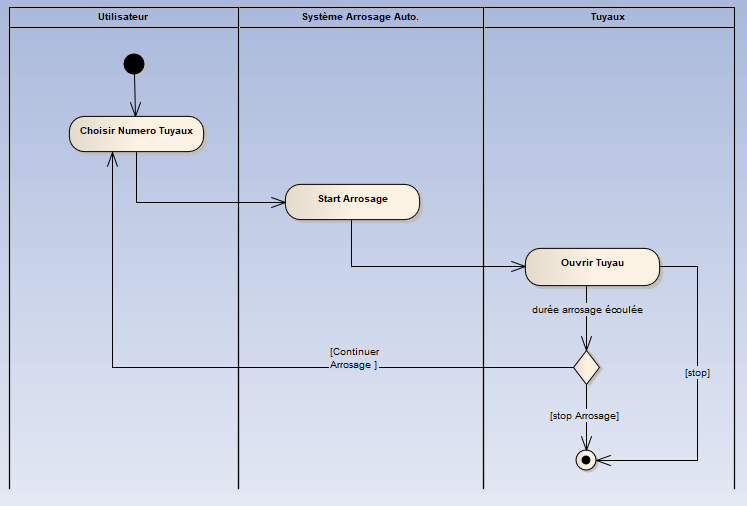 Utilisateur
Système Arrosage Auto.
Tuyaux
Choisir Numero Tuyaux
Start Arrosage
Ouvrir Tuyau
durée arrosage écoulée
[Continuer
Arrosage ]
[stop]
[stop Arrosage]